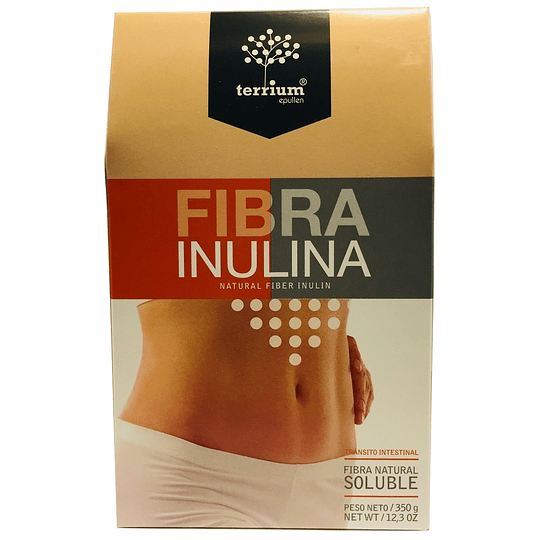 terrium®
epullen
FIBRA
INULINA
NATURAL FIBER INULIN
TRÁNSITO INTESTINAL
FIBRA NATURAL
SOLUBLE
PESO NETO / 350 g
NET WT / 12,3 OZ